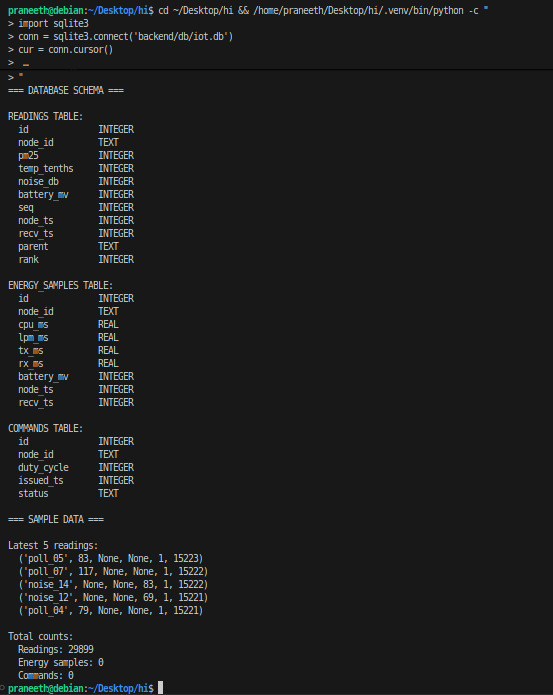 praneeth@debian:~/Desktop/hi$ cd ~/Desktop/hi && /home/praneeth/Desktop/hi/.venv/bin/python -c "
> import sqlite3
> conn = sqlite3.connect('backend/db/iot.db')
> cur = conn.cursor()
> …
> "
=== DATABASE SCHEMA ===
READINGS TABLE:
id INTEGER
node_id TEXT
pm25 INTEGER
temp_tenths INTEGER
noise_db INTEGER
battery_mv INTEGER
seq INTEGER
node_ts INTEGER
recv_ts INTEGER
parent TEXT
rank INTEGER
ENERGY_SAMPLES TABLE:
id INTEGER
node_id TEXT
cpu_ms REAL
lpm_ms REAL
tx_ms REAL
rx_ms REAL
battery_mv INTEGER
node_ts INTEGER
recv_ts INTEGER
COMMANDS TABLE:
id INTEGER
node_id TEXT
duty_cycle INTEGER
issued_ts INTEGER
status TEXT
=== SAMPLE DATA ===
Latest 5 readings:
('poll_05', 83, None, None, 1, 15223)
('poll_07', 117, None, None, 1, 15222)
('noise_14', None, None, 83, 1, 15222)
('noise_12', None, None, 69, 1, 15221)
('poll_04', 79, None, None, 1, 15221)
Total counts:
Readings: 29899
Energy samples: 0
Commands: 0
praneeth@debian:~/Desktop/hi$